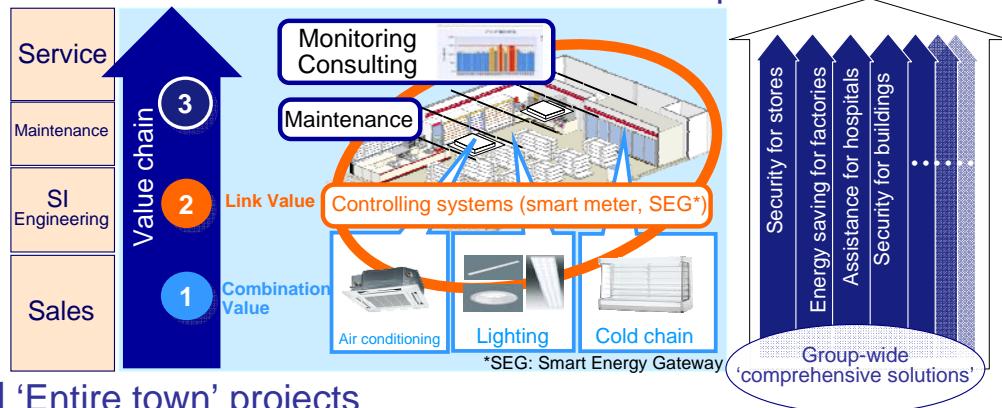 Service
Maintenance
SI
Engineering
Sales
Value chain
3
2
1
Link Value
Combination
Value
Monitoring
Consulting
Maintenance
Controlling systems (smart meter, SEG*)
Air conditioning
Lighting
Cold chain
*SEG: Smart Energy Gateway
Security for stores
Energy saving for factories
Assistance for hospitals
Security for buildings
......
Group-wide
‘comprehensive solutions’
‘Entire town’ projects